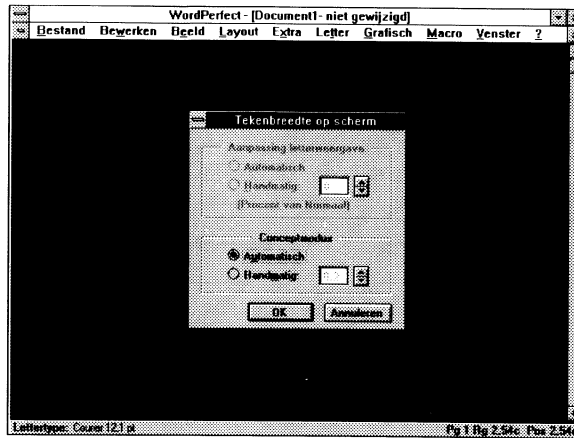 WordPerfect - [Document1 - niet gewijzigd]
Bestand Bewerken Beeld Layout Extra Letter Grafisch Macro Venster ?
Tekenbreedte op scherm
Aanpassing letterweergave
Automatisch
Handmatig:
(Procent van Normaal)
Conceptmodus
Automatisch
Handmatig:
OK Annuleren
Lettertype: Courier 12.1 pt Pg 1 Rg 2.54c Pos 2.54c